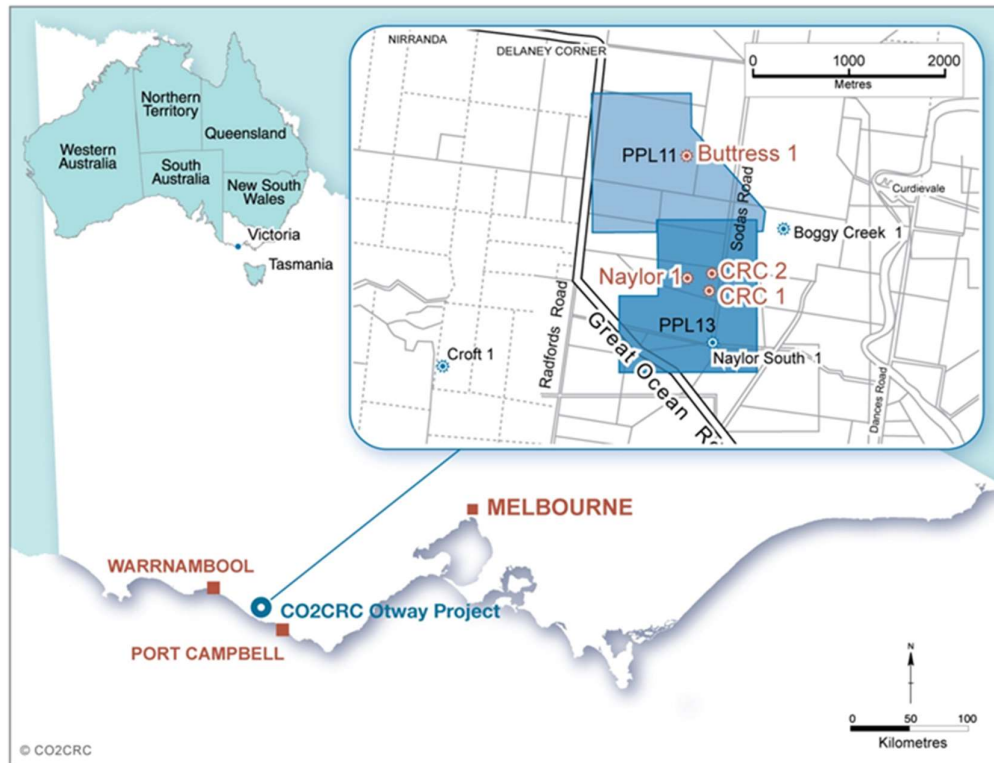 NIRRANDA
DELANEY CORNER
0 1000 2000
Metres
Northern
Territory
Queensland
Western
Australia
South
Australia
New South
Wales
Victoria
Tasmania
PPL11
Buttress 1
Curdievale
Sodas Road
Boggy Creek 1
Naylor 1
CRC 2
CRC 1
Radfords Road
PPL13
Great Ocean R
Naylor South 1
Croft 1
Dances Road
MELBOURNE
WARRNAMBOOL
CO2CRC Otway Project
PORT CAMPBELL
N
0 50 100
Kilometres
© CO2CRC